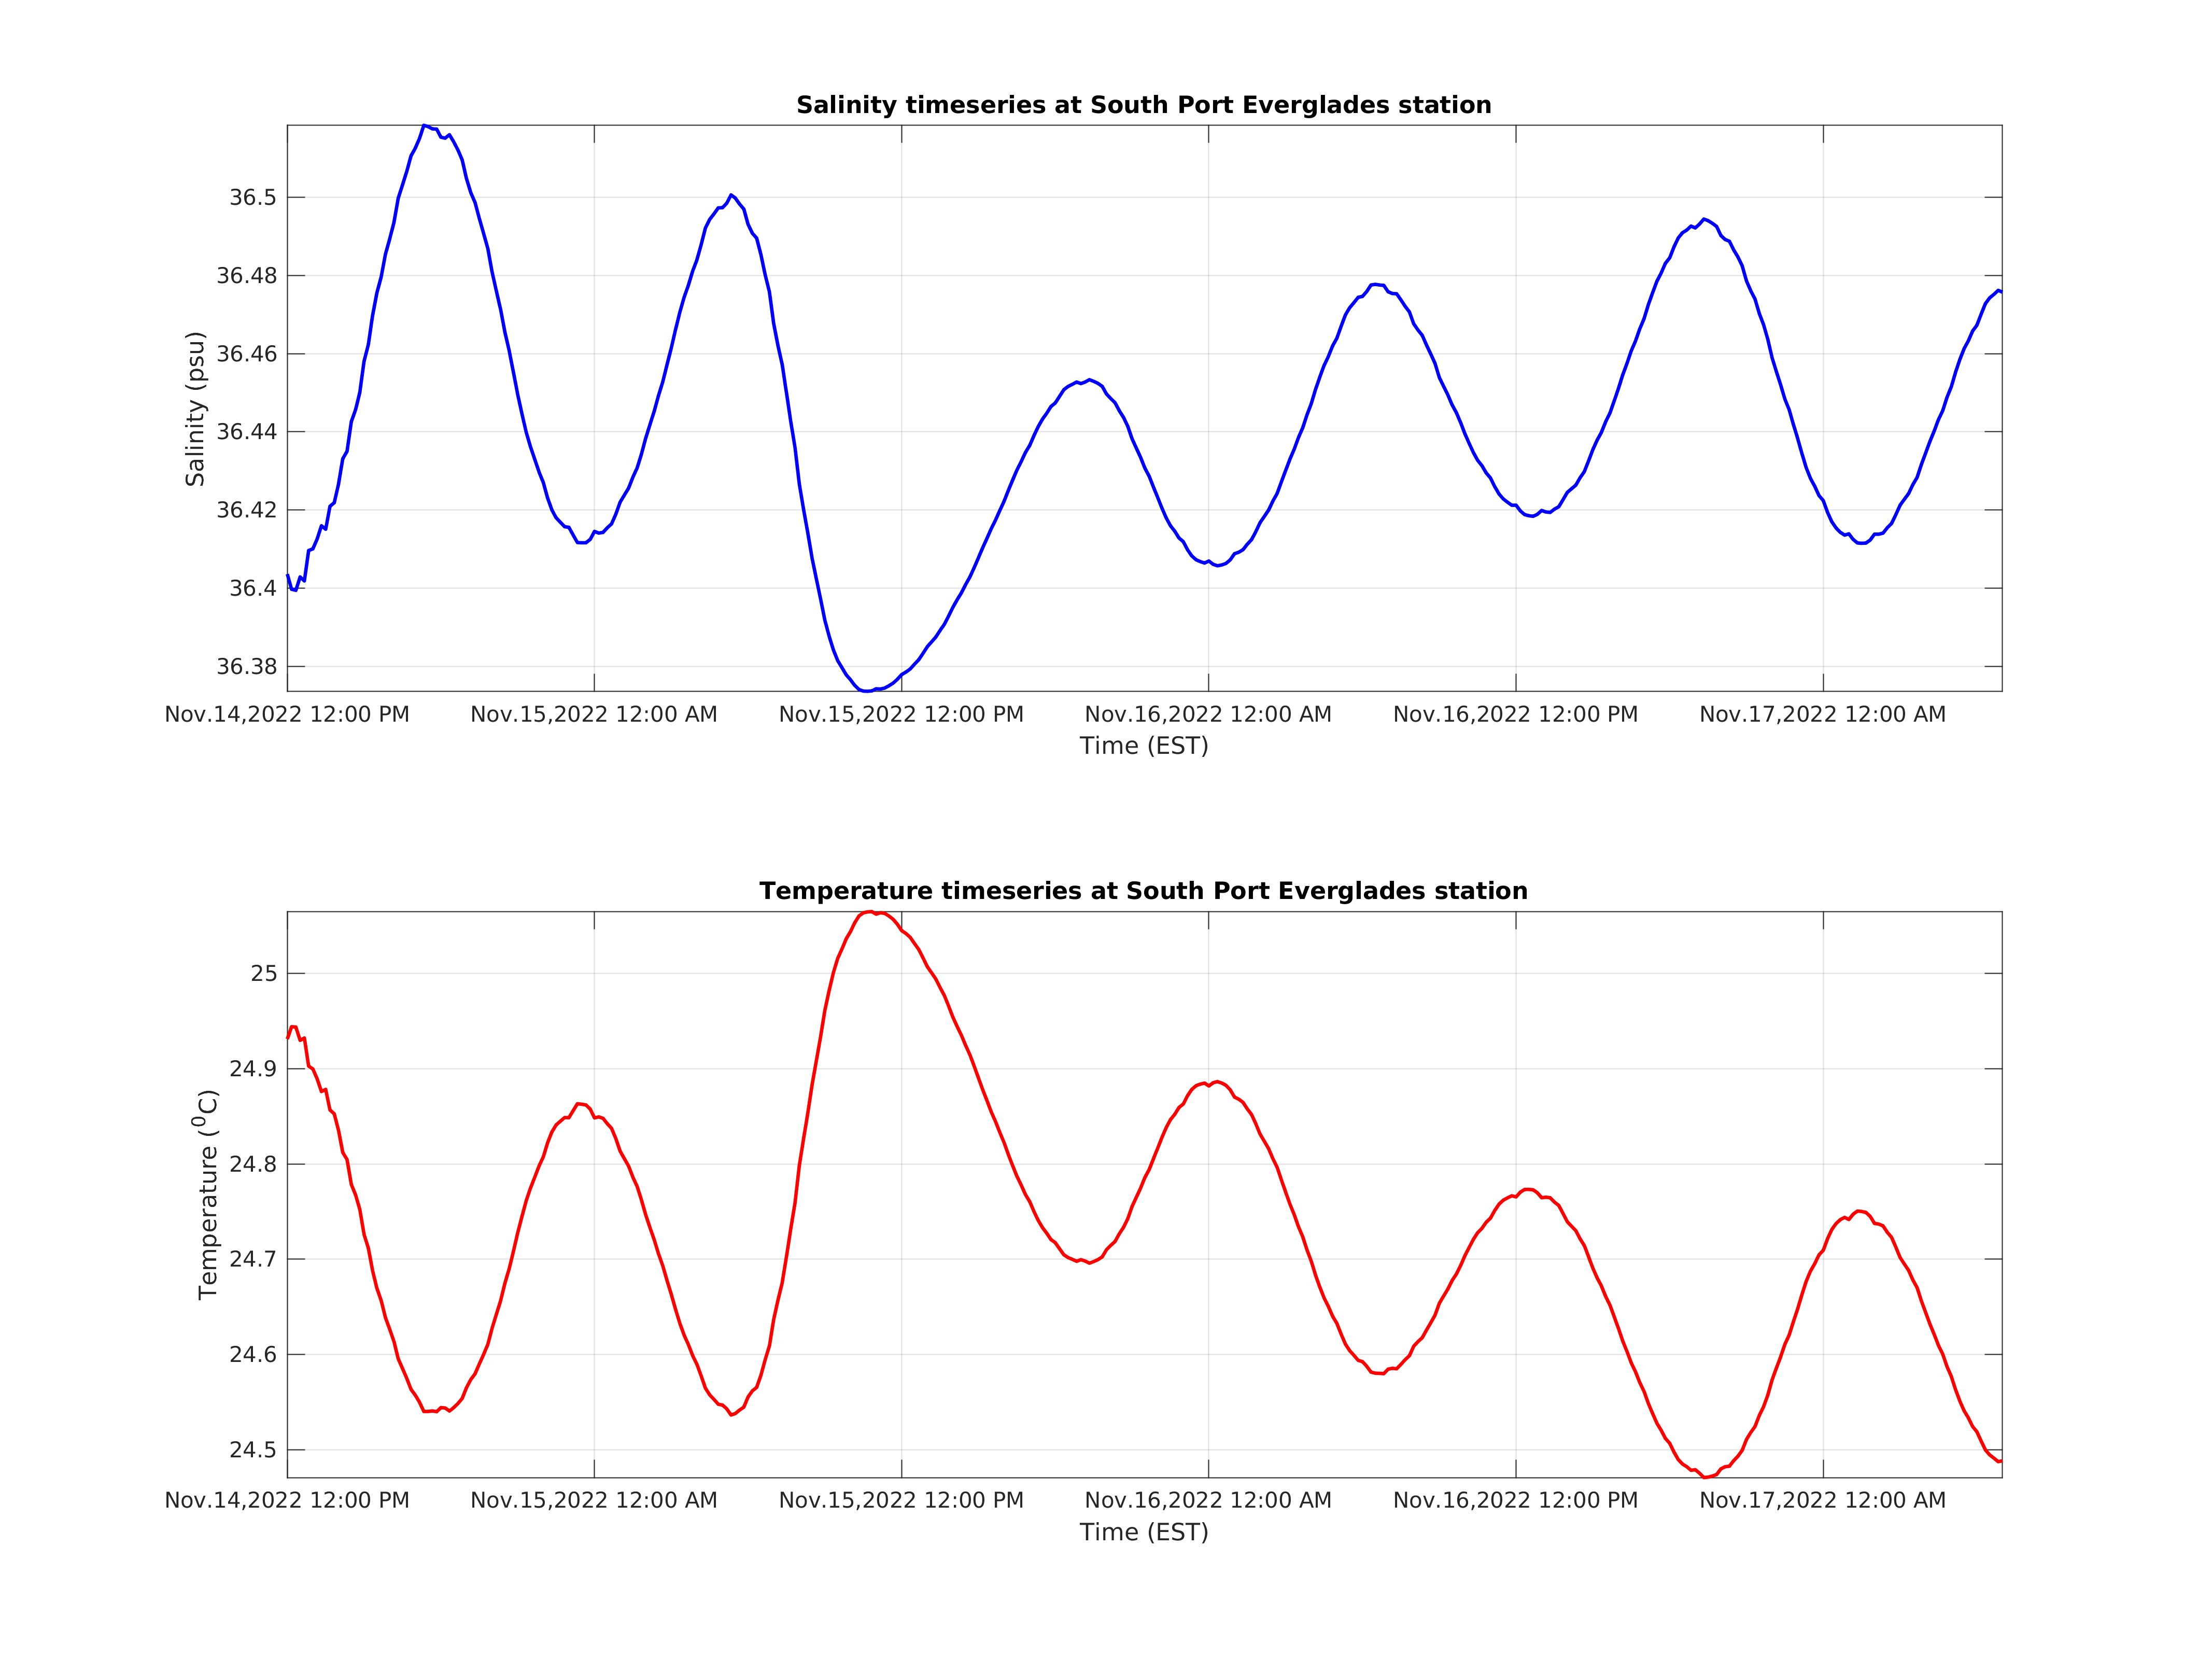 Salinity timeseries at South Port Everglades station
36.5
36.48
36.46
36.44
36.42
36.4
36.38
Salinity (psu)
Nov.14,2022 12:00 PM Nov.15,2022 12:00 AM Nov.15,2022 12:00 PM Nov.16,2022 12:00 AM Nov.16,2022 12:00 PM Nov.17,2022 12:00 AM
Time (EST)
Temperature timeseries at South Port Everglades station
25
24.9
24.8
24.7
24.6
24.5
Temperature (⁰C)
Nov.14,2022 12:00 PM Nov.15,2022 12:00 AM Nov.15,2022 12:00 PM Nov.16,2022 12:00 AM Nov.16,2022 12:00 PM Nov.17,2022 12:00 AM
Time (EST)